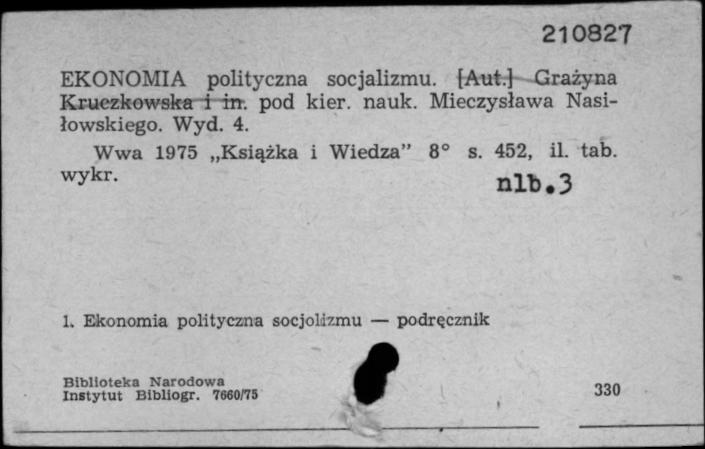 210827
EKONOMIA polityczna socjalizmu. [Aut.] Grażyna
Kruczkowska i in. pod kier. nauk. Mieczysława Nasi-
łowskiego. Wyd. 4.
Wwa 1975 „Książka i Wiedza” 8° s. 452, il. tab.
wykr.
nlb.3
1. Ekonomia polityczna socjolizmu — podręcznik
Biblioteka Narodowa
Instytut Bibliogr. 7660/75
330